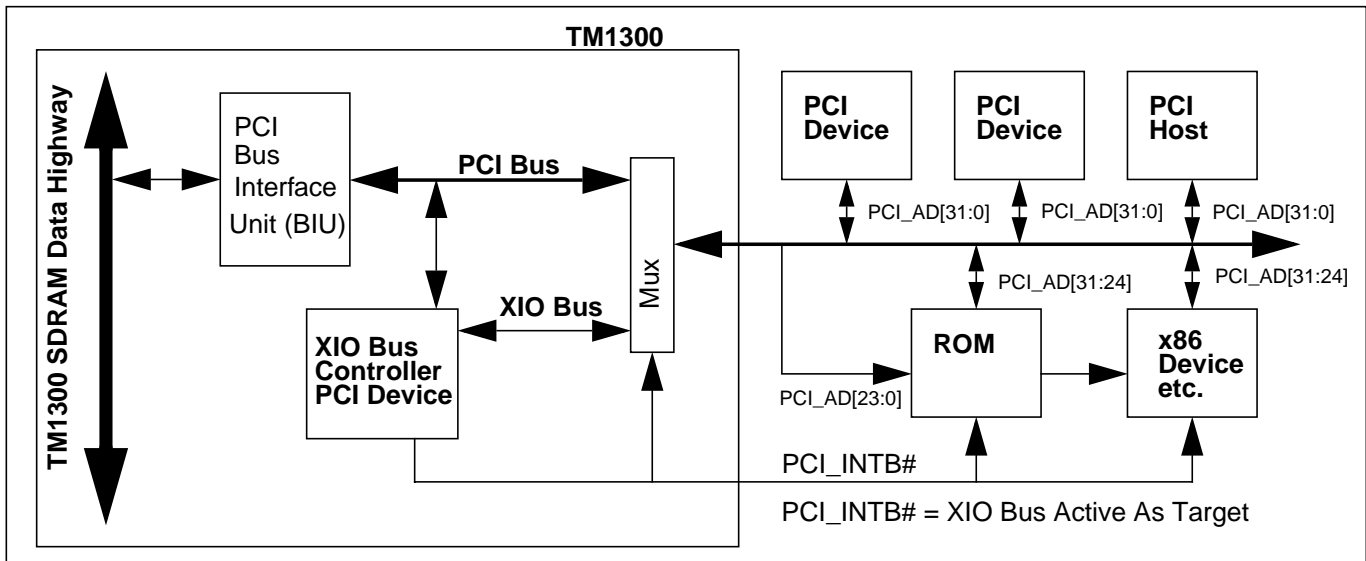 TM1300
TM1300 SDRAM Data Highway
PCI
Bus
Interface
Unit (BIU)
PCI Bus
XIO Bus
XIO Bus
Controller
PCI Device
Mux
PCI
Device
PCI
Device
PCI
Host
PCI_AD[31:0]
PCI_AD[31:0]
PCI_AD[31:0]
PCI_AD[31:24]
PCI_AD[31:24]
ROM
x86
Device
etc.
PCI_AD[23:0]
PCI_INTB#
PCI_INTB# = XIO Bus Active As Target